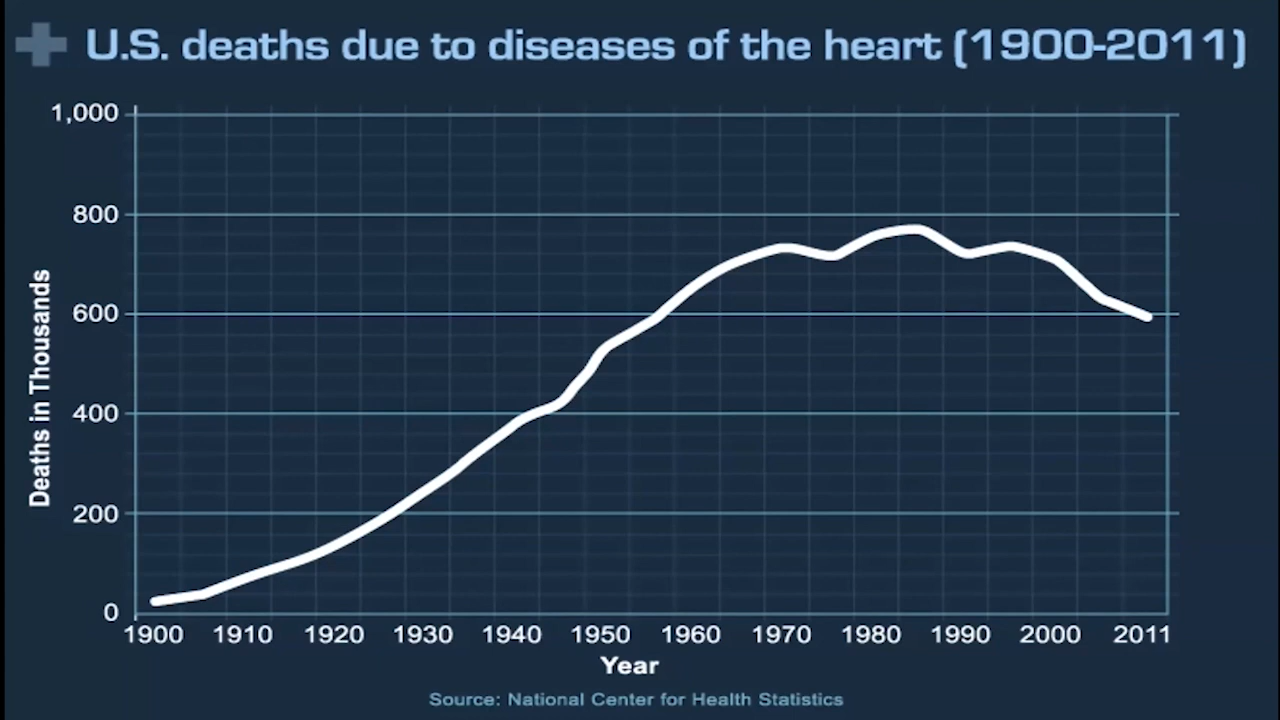 U.S. deaths due to diseases of the heart (1900-2011)
1,000
800
600
400
200
0
Deaths in Thousands
1900 1910 1920 1930 1940 1950 1960 1970 1980 1990 2000 2011
Year
Source: National Center for Health Statistics